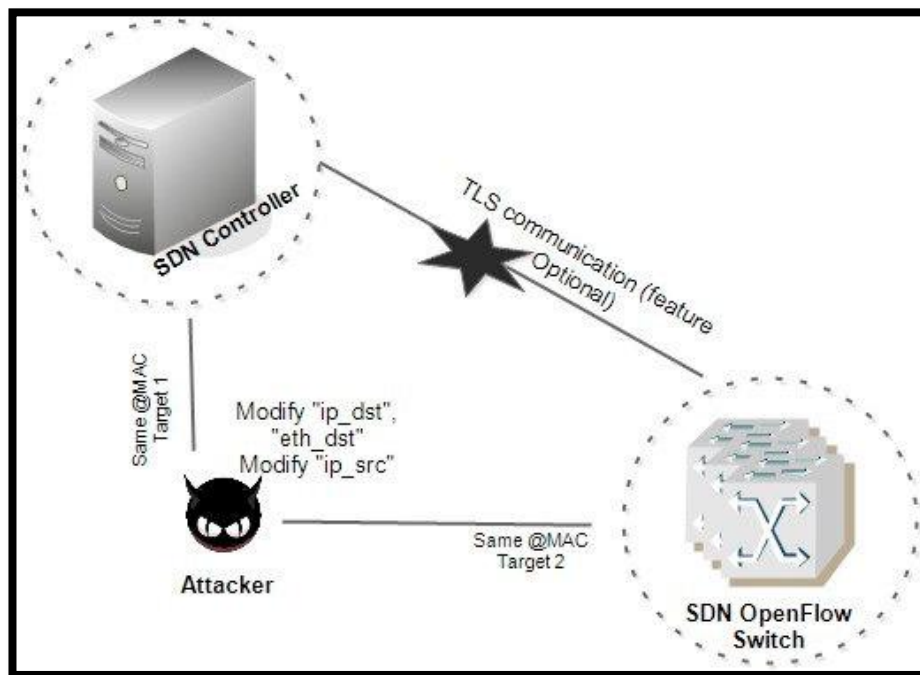 SDN Controller
TLS communication (feature
Optional)
Same @MAC
Target 1
Modify "ip_dst",
"eth_dst"
Modify "ip_src"
Attacker
Same @MAC
Target 2
SDN OpenFlow
Switch